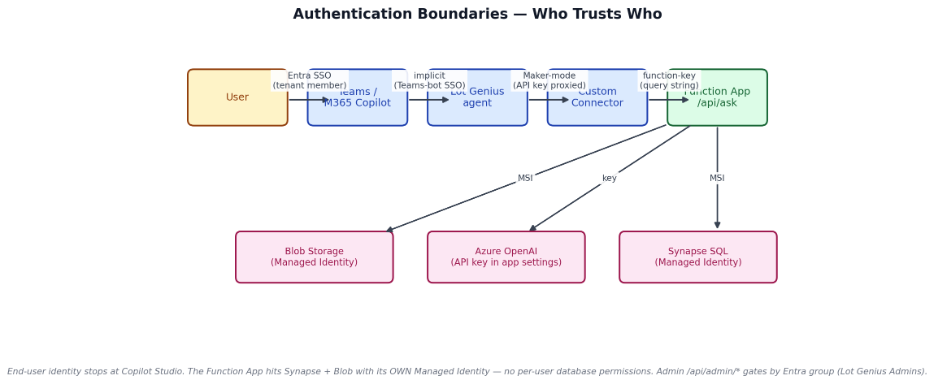 Authentication Boundaries — Who Trusts Who
Entra SSO
(tenant member)
implicit
(Teams-bot SSO)
Maker-mode
(API key proxied)
function-key
(query string)
User
Teams /
M365 Copilot
Lot Genius
agent
Custom
Connector
Function App
/api/ask
MSI
key
MSI
Blob Storage
(Managed Identity)
Azure OpenAI
(API key in app settings)
Synapse SQL
(Managed Identity)
End-user identity stops at Copilot Studio. The Function App hits Synapse + Blob with its OWN Managed Identity — no per-user database permissions. Admin /api/admin/* gates by Entra group (Lot Genius Admins).